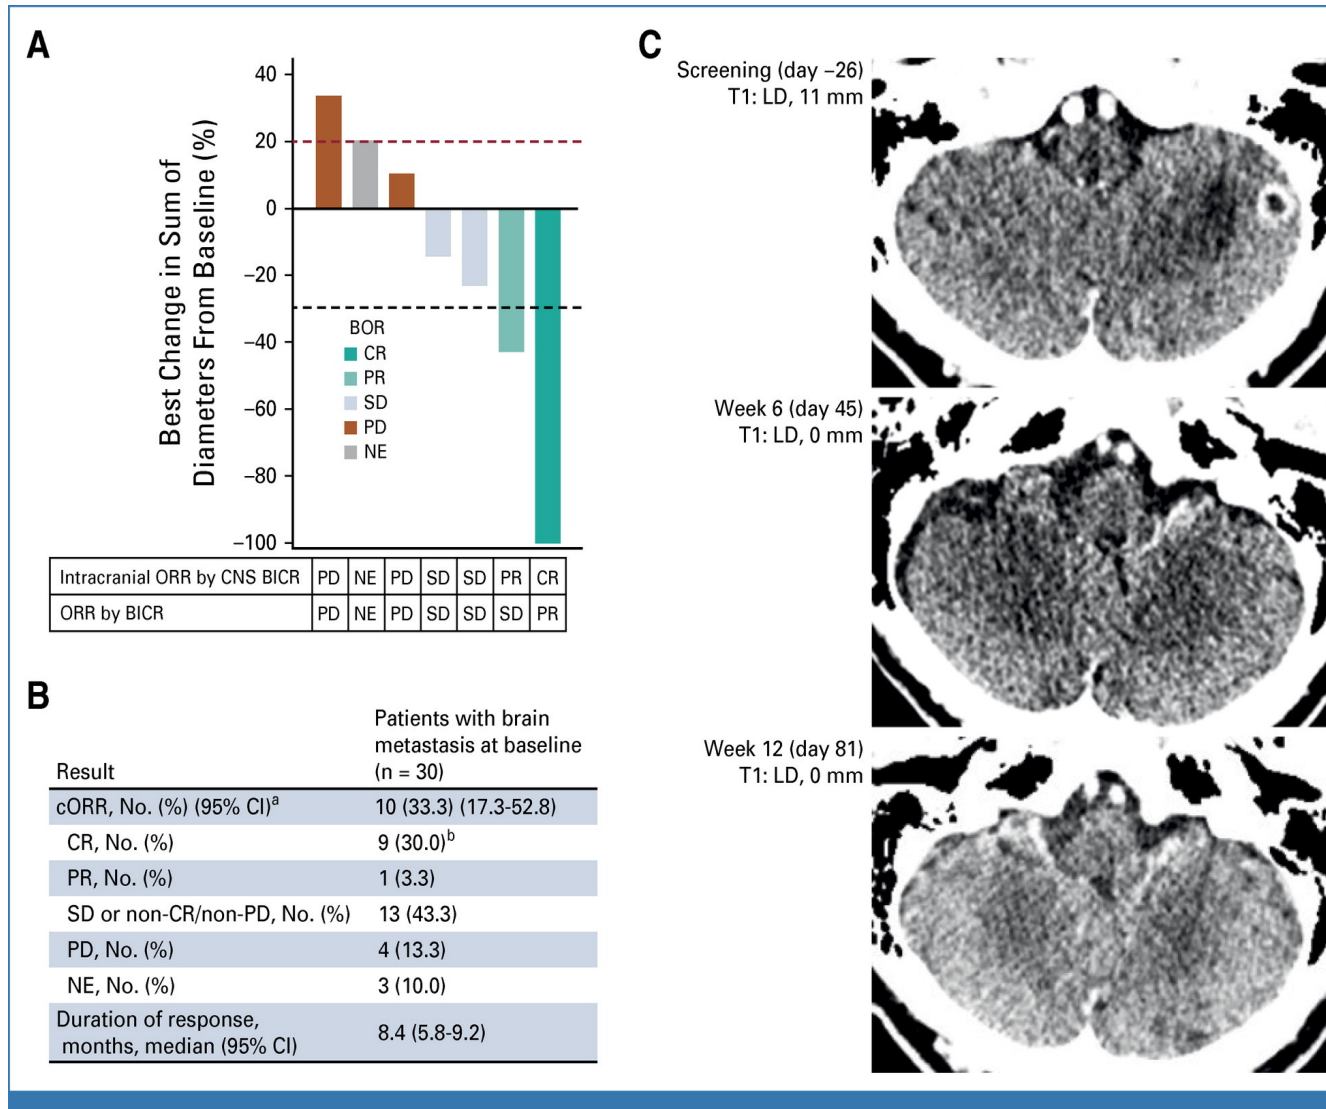 A
Best Change in Sum of
Diameters From Baseline (%)
40
20
0
−20
−40
−60
−80
−100
BOR
CR
PR
SD
PD
NE
Intracranial ORR by CNS BICR PD NE PD SD SD PR CR
ORR by BICR PD NE PD SD SD SD PR
B
Result
Patients with brain
metastasis at baseline
(n = 30)
cORR, No. (%) (95% CI)a 10 (33.3) (17.3-52.8)
CR, No. (%) 9 (30.0)b
PR, No. (%) 1 (3.3)
SD or non-CR/non-PD, No. (%) 13 (43.3)
PD, No. (%) 4 (13.3)
NE, No. (%) 3 (10.0)
Duration of response,
months, median (95% CI) 8.4 (5.8-9.2)
C
Screening (day −26)
T1: LD, 11 mm
Week 6 (day 45)
T1: LD, 0 mm
Week 12 (day 81)
T1: LD, 0 mm